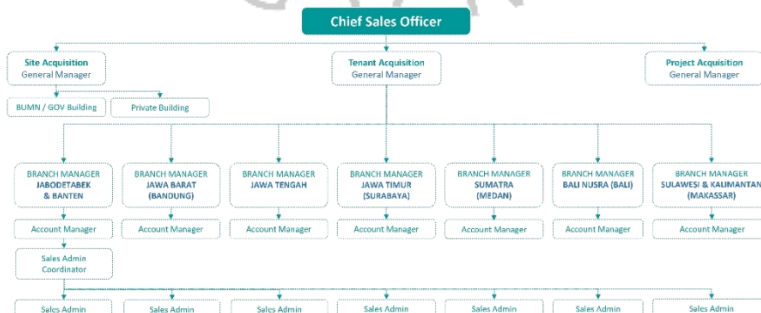 Chief Sales Officer
Site Acquisition
General Manager
Tenant Acquisition
General Manager
Project Acquisition
General Manager
BUMN / GOV Building
Private Building
BRANCH MANAGER
JABODETABEK
& BANTEN
BRANCH MANAGER
JAWA BARAT
(BANDUNG)
BRANCH MANAGER
JAWA TENGAH
BRANCH MANAGER
JAWA TIMUR
(SURABAYA)
BRANCH MANAGER
SUMATRA
(MEDAN)
BRANCH MANAGER
BALI NUSRA (BALI)
BRANCH MANAGER
SULAWESI & KALIMANTAN
(MAKASSAR)
Account Manager
Account Manager
Account Manager
Account Manager
Account Manager
Account Manager
Account Manager
Sales Admin
Coordinator
Sales Admin
Sales Admin
Sales Admin
Sales Admin
Sales Admin
Sales Admin
Sales Admin